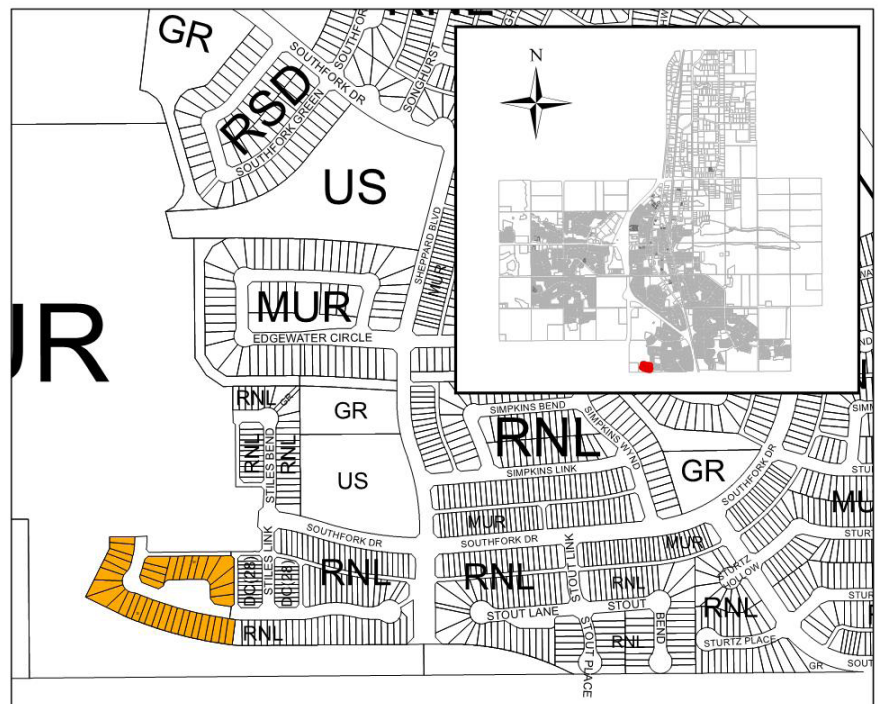 GR
SOUTHFORK DR
SONGHURST
RSD
SOUTHFORK GREEN
N
US
SHEPPARD BLVD
MUR
MUR
EDGEWATER CIRCLE
UR
RNL
GR
GR
SIMPKINS BEND
SIMPKINS WYND
RNL
RNL
STILES BEND
RNL
US
SIMPKINS LINK
GR
SOUTHFORK DR
MUR
MU
SOUTHFORK DR
SOUTHFORK DR
MUR
STILES LINK
DC(28)
DC(28)
RNL
RNL
STOUT LINK
RNL
STURTZ
HOLLOW
RNL
STOUT LANE
STOUT
BEND
RNL
RNL
STURTZ PLACE
STOUT PLACE
GR
SOUT